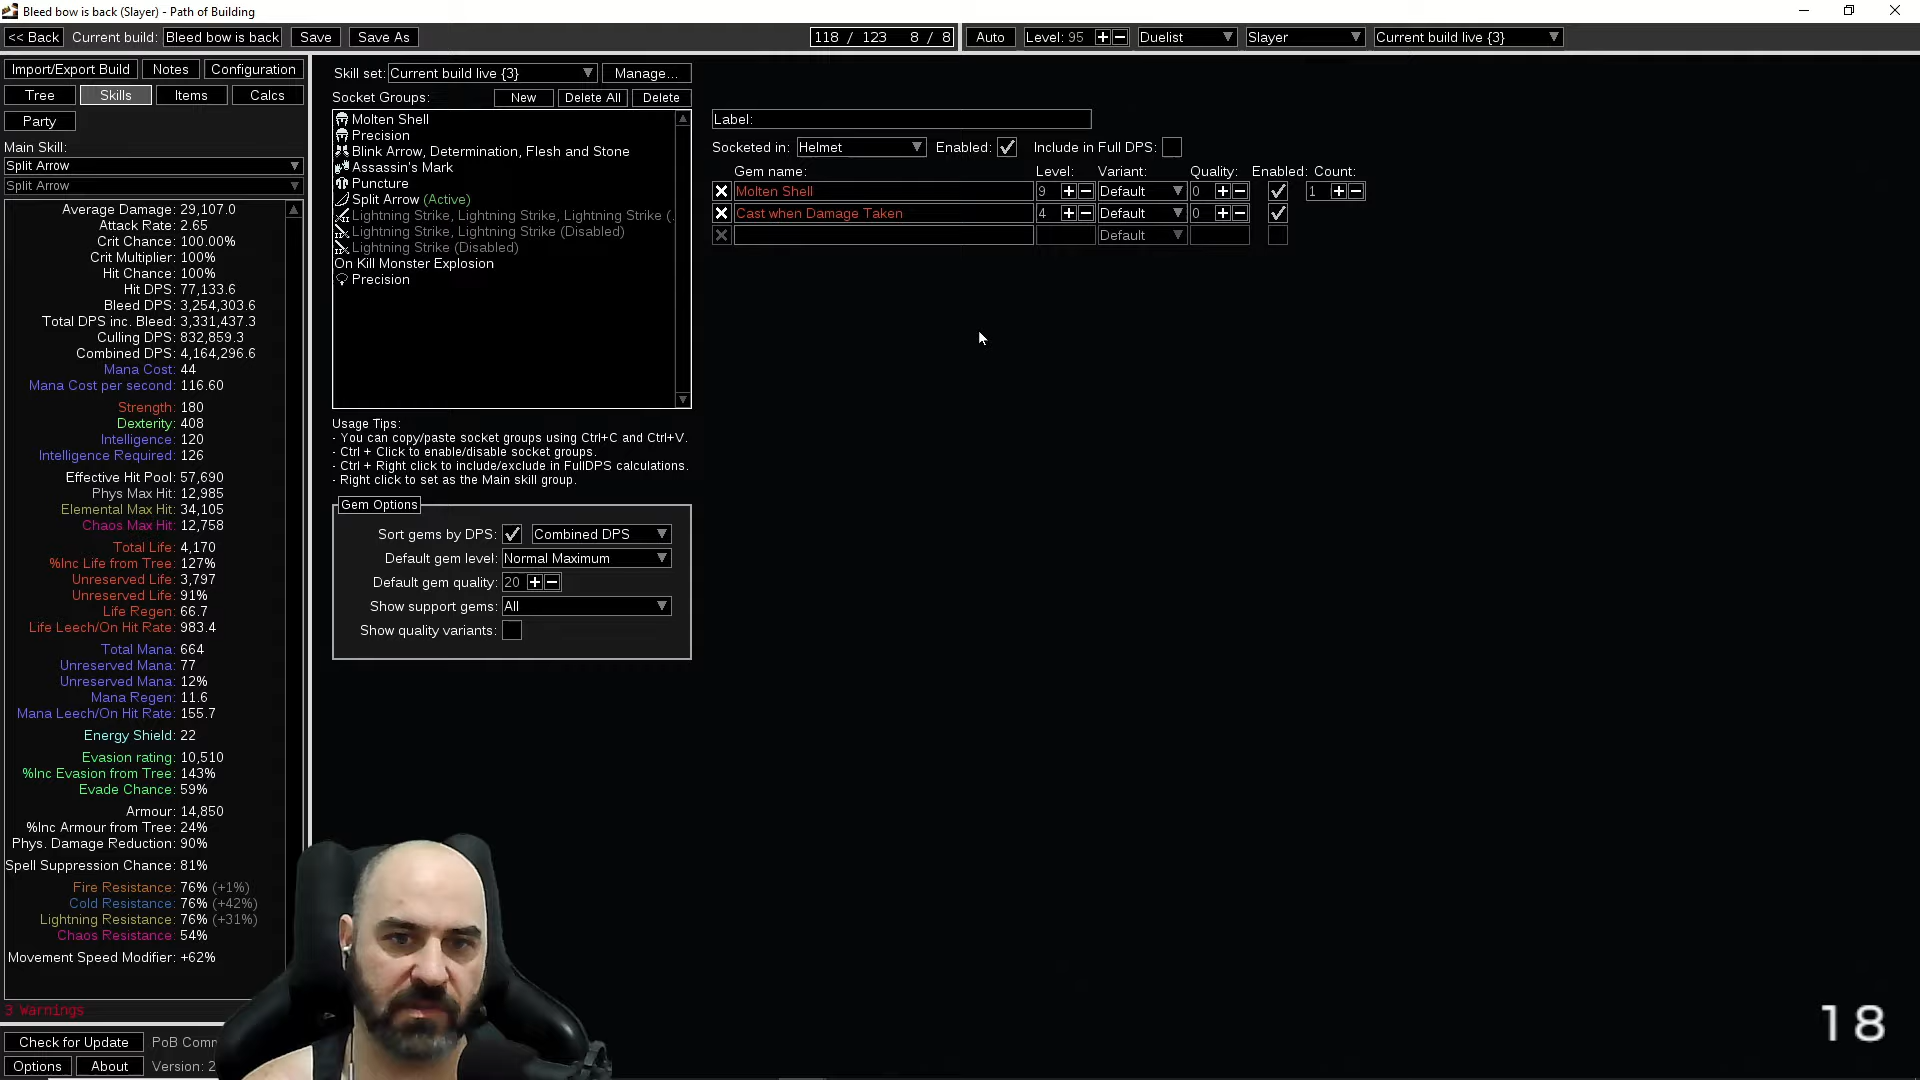 Bleed bow is back (Slayer) - Path of Building
<< Back Current build: Bleed bow is back Save Save As 118 / 123 8 / 8 Auto Level: 95 Duelist Slayer Current build live {3}
Import/Export Build Notes Configuration
Tree Skills Items Calcs
Party
Main Skill:
Split Arrow
Split Arrow
Average Damage: 29,107.0
Attack Rate: 2.65
Crit Chance: 100.00%
Crit Multiplier: 100%
Hit Chance: 100%
Hit DPS: 77,133.6
Bleed DPS: 3,254,303.6
Total DPS inc. Bleed: 3,331,437.3
Culling DPS: 832,859.3
Combined DPS: 4,164,296.6
Mana Cost: 44
Mana Cost per second: 116.60
Strength: 180
Dexterity: 408
Intelligence: 120
Intelligence Required: 126
Effective Hit Pool: 57,690
Phys Max Hit: 12,985
Elemental Max Hit: 34,105
Chaos Max Hit: 12,758
Total Life: 4,170
%Inc Life from Tree: 127%
Unreserved Life: 3,797
Unreserved Life: 91%
Life Regen: 66.7
Life Leech/On Hit Rate: 983.4
Total Mana: 664
Unreserved Mana: 77
Unreserved Mana: 12%
Mana Regen: 11.6
Mana Leech/On Hit Rate: 155.7
Energy Shield: 22
Evasion rating: 10,510
%Inc Evasion from Tree: 143%
Evade Chance: 59%
Armour: 14,850
%Inc Armour from Tree: 24%
Phys. Damage Reduction: 90%
Spell Suppression Chance: 81%
Fire Resistance: 76% (+1%)
Cold Resistance: 76% (+42%)
Lightning Resistance: 76% (+31%)
Chaos Resistance: 54%
Movement Speed Modifier: +62%
3 Warnings
Check for Update PoB Comm
Options About Version: 2
Skill set: Current build live {3} Manage...
Socket Groups: New Delete All Delete
Molten Shell
Precision
Blink Arrow, Determination, Flesh and Stone
Assassin's Mark
Puncture
Split Arrow (Active)
Lightning Strike, Lightning Strike, Lightning Strike (.
Lightning Strike, Lightning Strike (Disabled)
Lightning Strike (Disabled)
On Kill Monster Explosion
Precision
Usage Tips:
- You can copy/paste socket groups using Ctrl+C and Ctrl+V.
- Ctrl + Click to enable/disable socket groups.
- Ctrl + Right click to include/exclude in FullDPS calculations.
- Right click to set as the Main skill group.
Gem Options
Sort gems by DPS: Combined DPS
Default gem level: Normal Maximum
Default gem quality: 20
Show support gems: All
Show quality variants:
Label:
Socketed in: Helmet Enabled: Include in Full DPS:
Gem name: Level: Variant: Quality: Enabled: Count:
Molten Shell 9 Default 0 1
Cast when Damage Taken 4 Default 0
Default
18